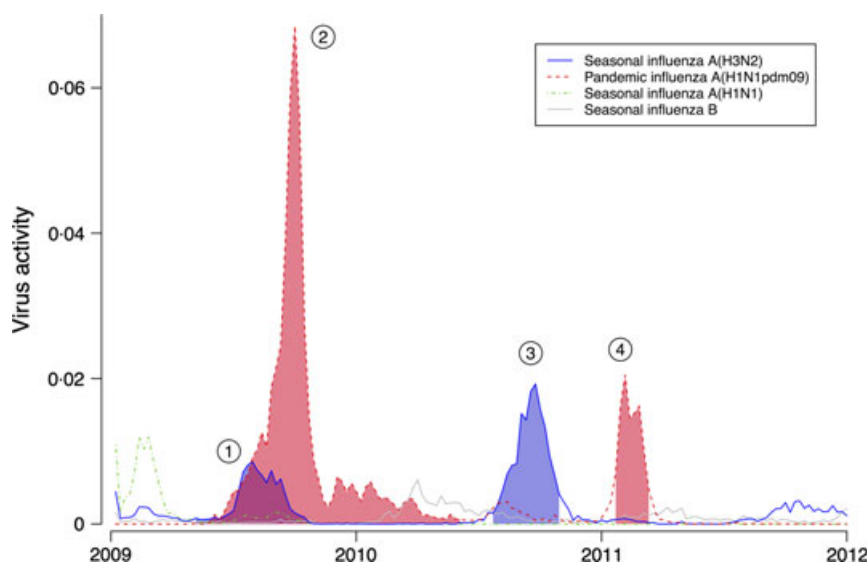 Virus activity
0·06
0·04
0·02
0
2009
2010
2011
2012
①
②
③
④
Seasonal influenza A(H3N2)
Pandemic influenza A(H1N1pdm09)
Seasonal influenza A(H1N1)
Seasonal influenza B